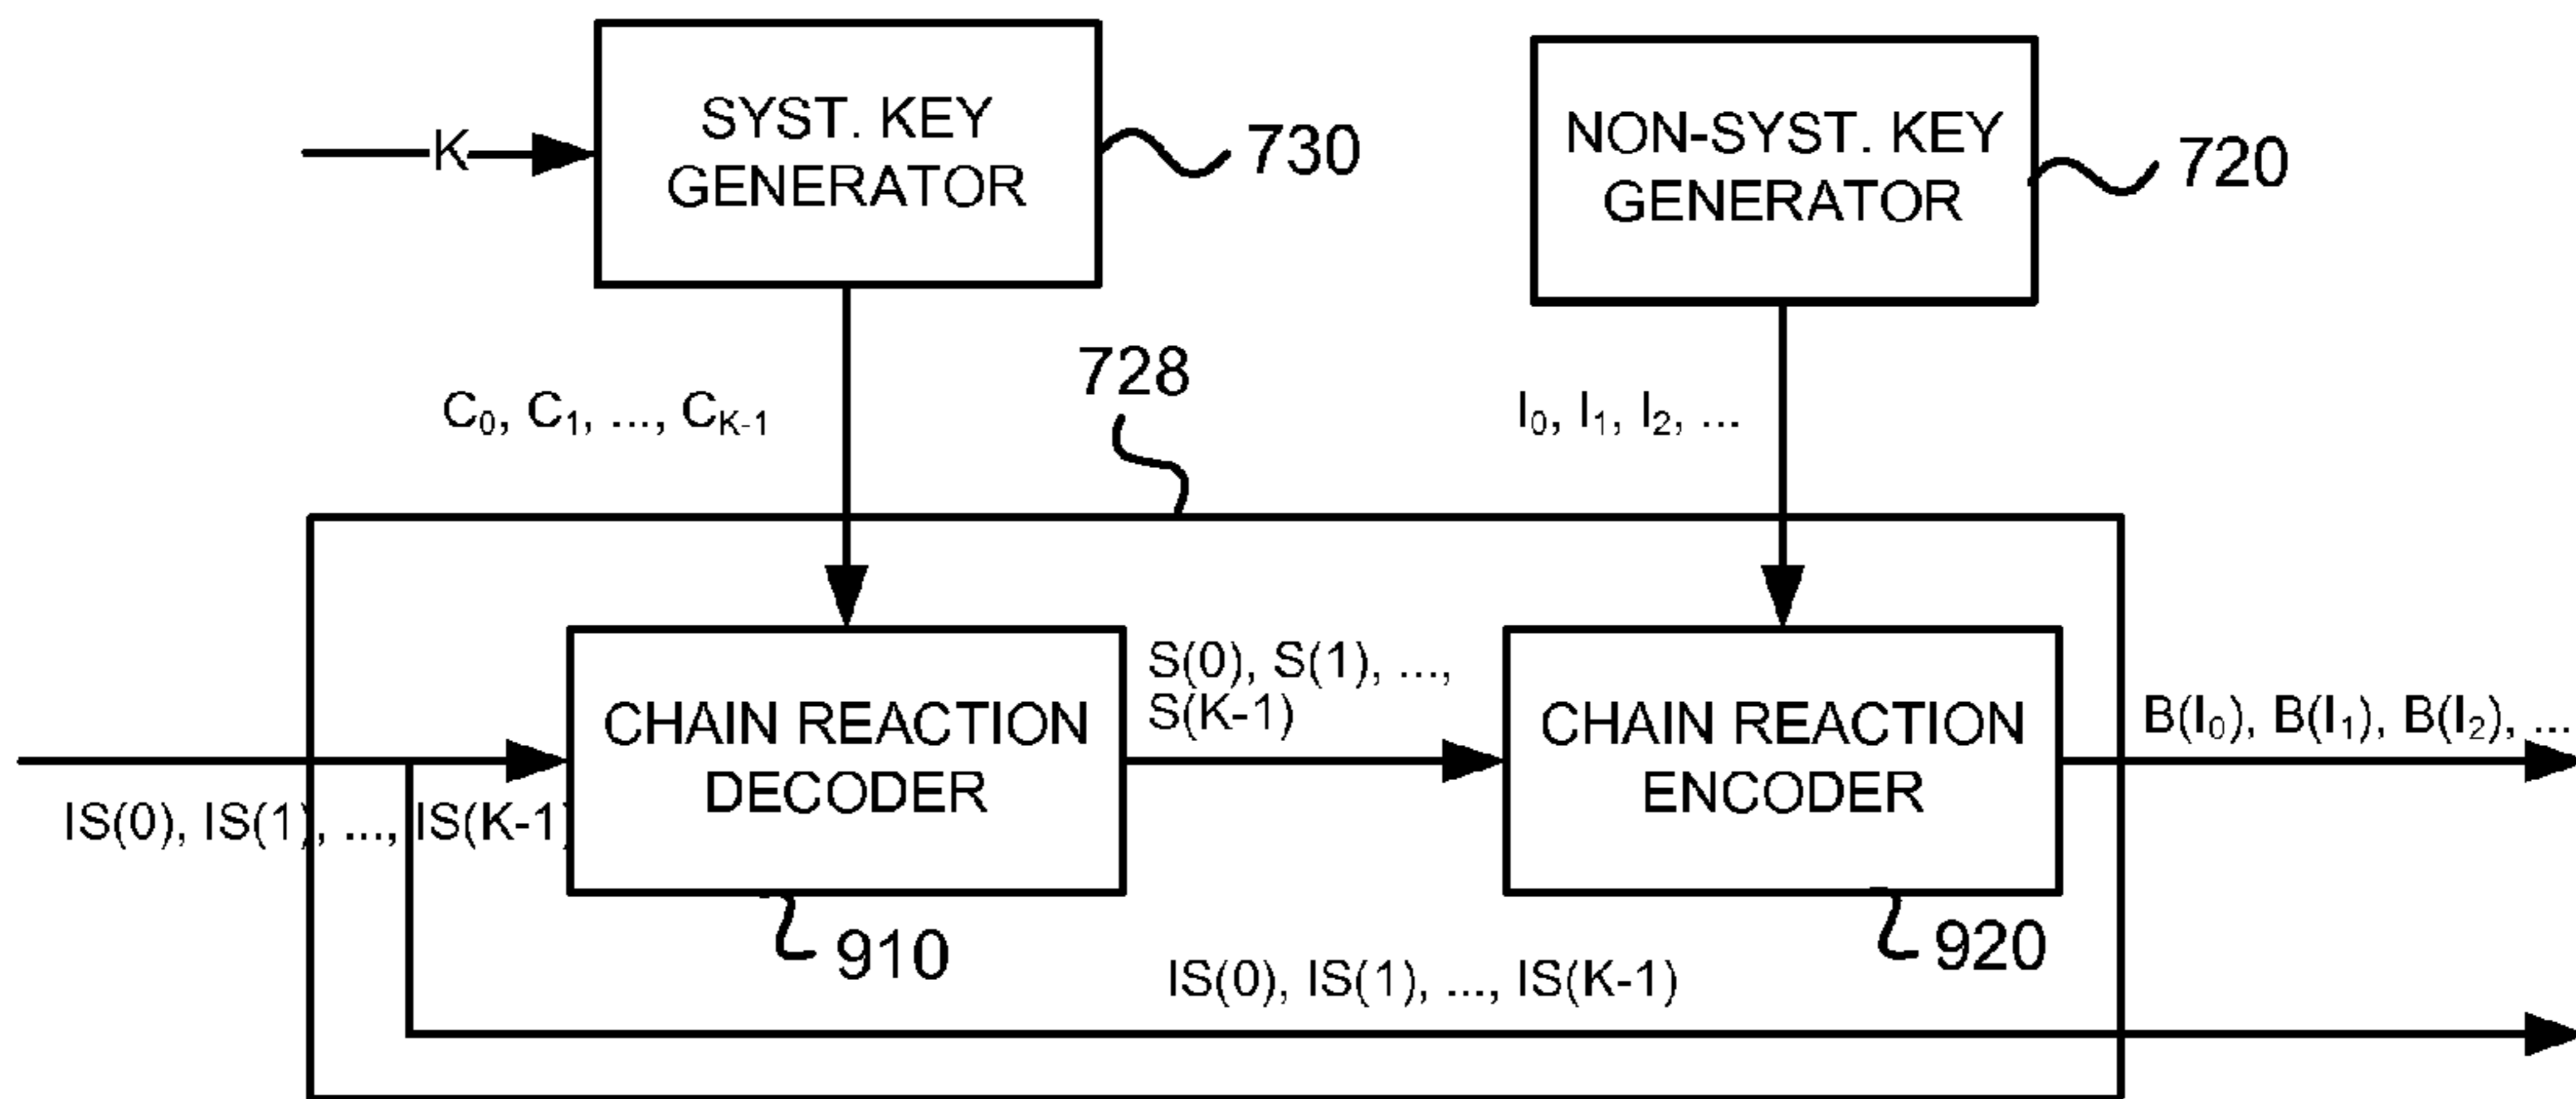 SYST. KEY
GENERATOR
K
730
NON-SYST. KEY
GENERATOR
720
728
C0, C1, ..., CK-1
I0, I1, I2, ...
S(0), S(1), ...,
S(K-1)
CHAIN REACTION
DECODER
CHAIN REACTION
ENCODER
B(I0), B(I1), B(I2), ...
IS(0), IS(1), ..., IS(K-1)
910
920
IS(0), IS(1), ..., IS(K-1)